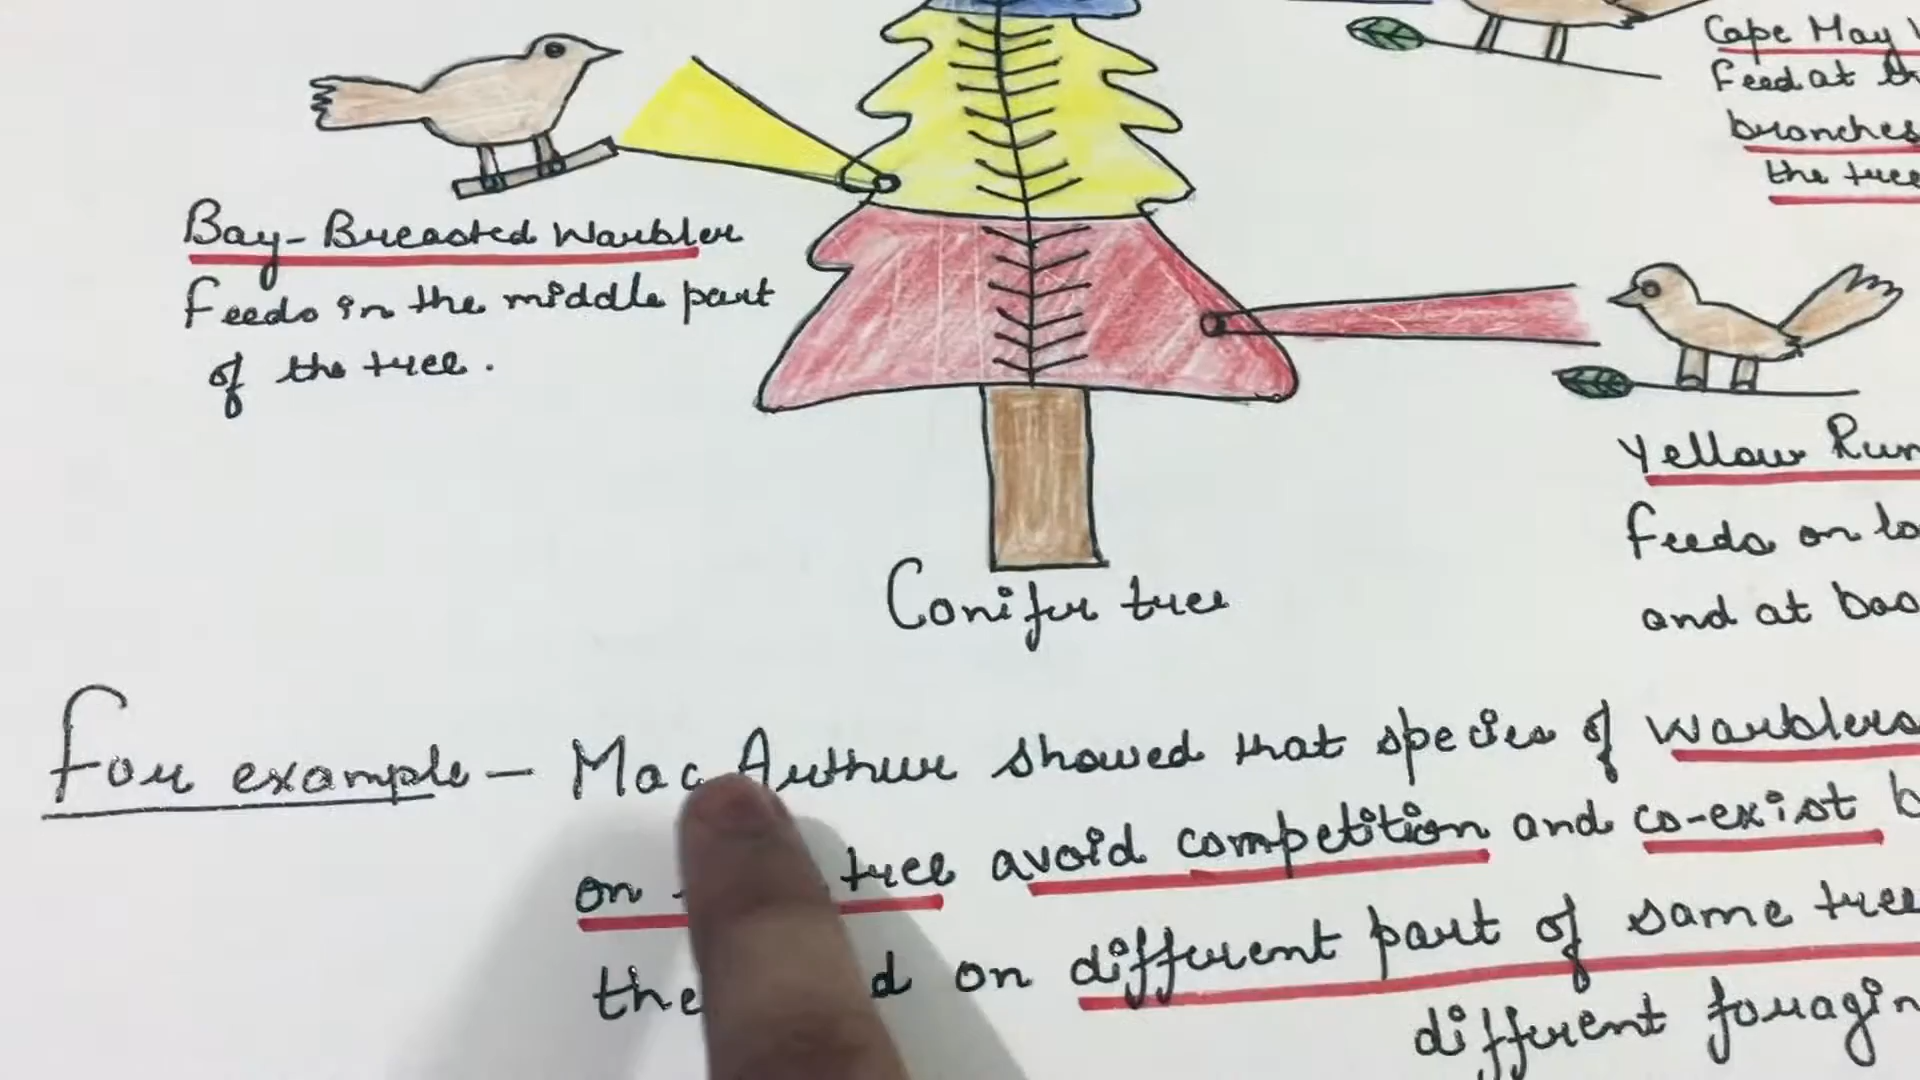 Cape May
feed at
branches
the tree
Bay-Breasted Warbler
feeds in the middle part
of the tree.
Yellow
feeds on
and at
Conifer tree
For example - MacArthur showed that species of warblers
on tree avoid competition and co-exist
on different part of same tree
different